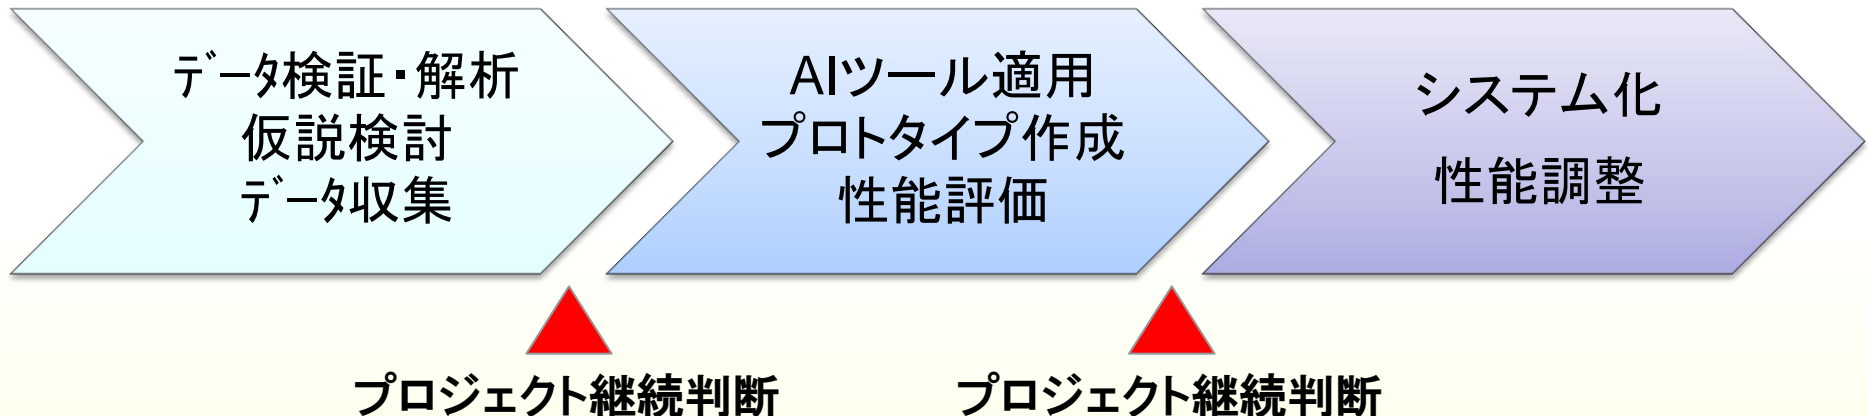 ﾃﾞｰﾀ検証・解析
仮説検討
ﾃﾞｰﾀ収集
AIツール適用
プロトタイプ作成
性能評価
システム化
性能調整
プロジェクト継続判断
プロジェクト継続判断